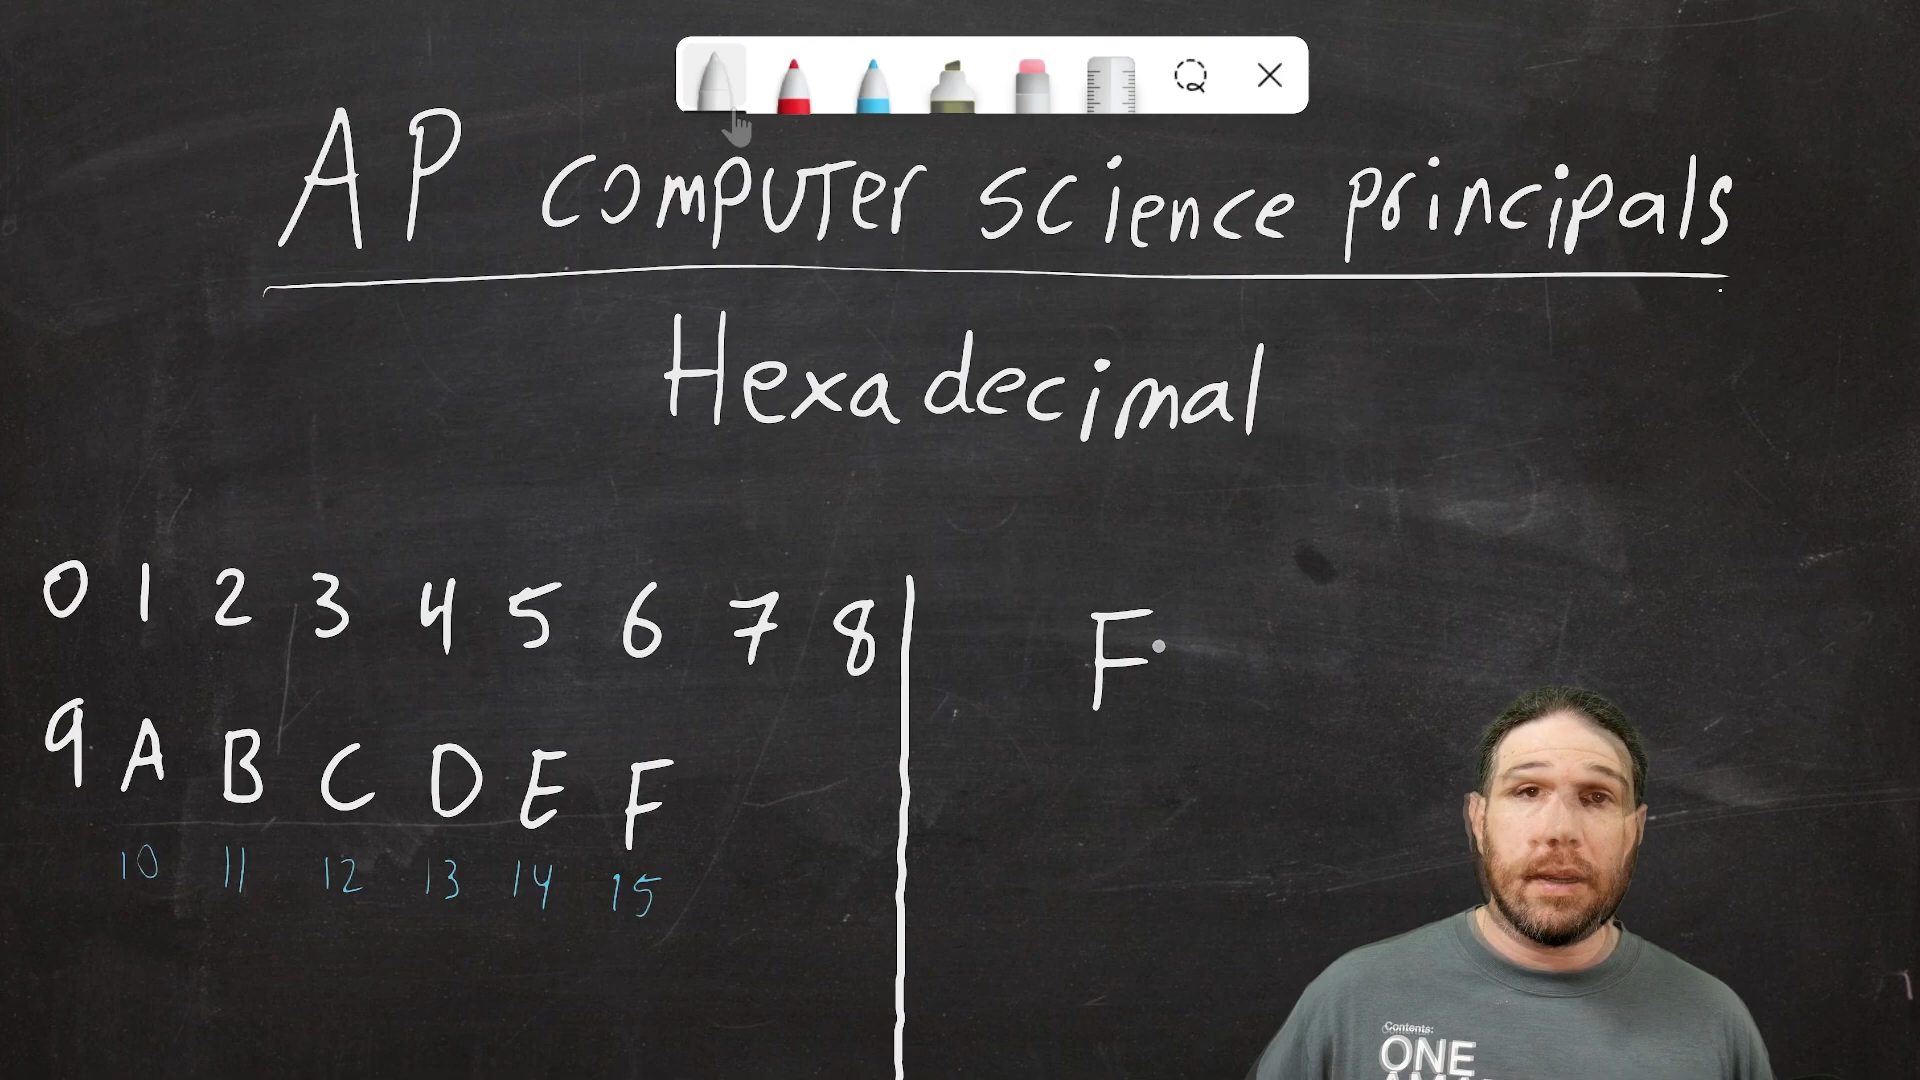 AP computer science principals
Hexadecimal
0 1 2 3 4 5 6 7 8
9 A B C D E F
10 11 12 13 14 15
F
Contents:
ONE